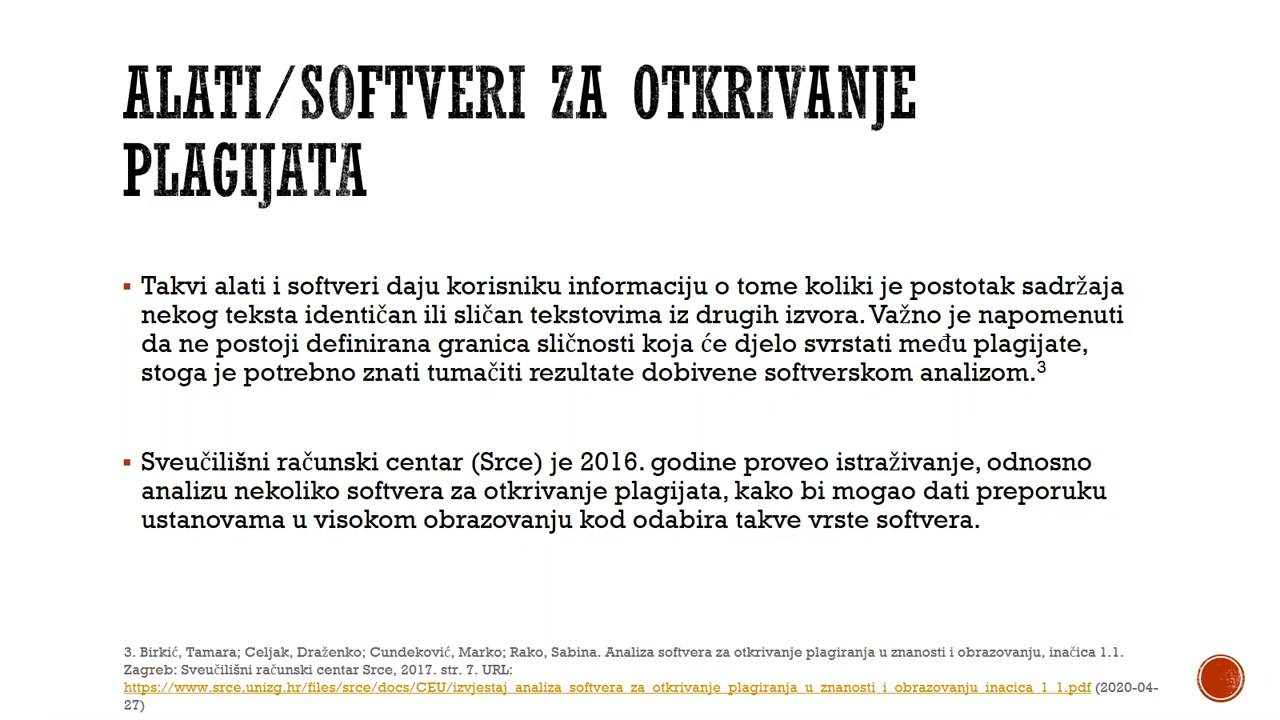 ALATI/SOFTVERI ZA OTKRIVANJE
PLAGIJATA
▪ Takvi alati i softveri daju korisniku informaciju o tome koliki je postotak sadržaja
nekog teksta identičan ili sličan tekstovima iz drugih izvora. Važno je napomenuti
da ne postoji definirana granica sličnosti koja će djelo svrstati među plagijate,
stoga je potrebno znati tumačiti rezultate dobivene softverskom analizom.³
▪ Sveučilišni računski centar (Srce) je 2016. godine proveo istraživanje, odnosno
analizu nekoliko softvera za otkrivanje plagijata, kako bi mogao dati preporuku
ustanovama u visokom obrazovanju kod odabira takve vrste softvera.
3. Birkić, Tamara; Celjak, Draženko; Cundeković, Marko; Rako, Sabina. Analiza softvera za otkrivanje plagiranja u znanosti i obrazovanju, inačica 1.1.
Zagreb: Sveučilišni računski centar Srce, 2017. str. 7. URL:
https://www.srce.unizg.hr/files/srce/docs/CEU/izvjestaj_analiza_softvera_za_otkrivanje_plagiranja_u_znanosti_i_obrazovanju_inacica_1_1.pdf (2020-04-
27)